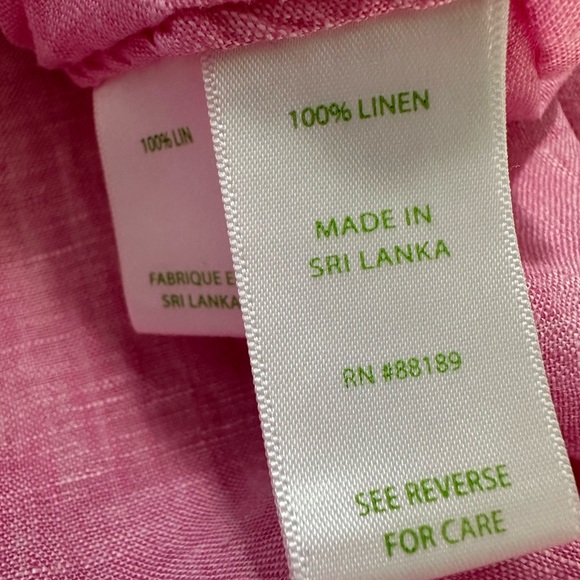 100% LINEN
MADE IN
SRI LANKA
RN #88189
SEE REVERSE
FOR CARE
100% LIN
FABRIQUE E
SRI LANKA